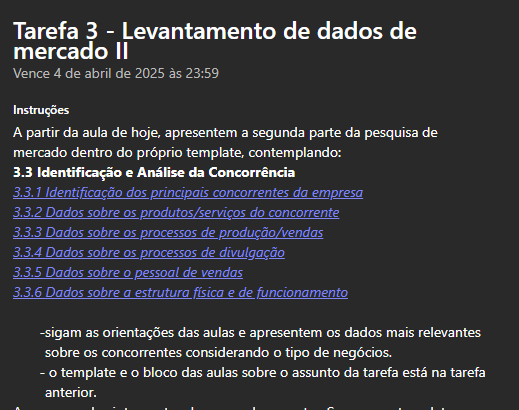 Tarefa 3 - Levantamento de dados de
mercado II
Vence 4 de abril de 2025 às 23:59
Instruções
A partir da aula de hoje, apresentem a segunda parte da pesquisa de
mercado dentro do próprio template, contemplando:
3.3 Identificação e Análise da Concorrência
3.3.1 Identificação dos principais concorrentes da empresa
3.3.2 Dados sobre os produtos/serviços do concorrente
3.3.3 Dados sobre os processos de produção/vendas
3.3.4 Dados sobre os processos de divulgação
3.3.5 Dados sobre o pessoal de vendas
3.3.6 Dados sobre a estrutura física e de funcionamento
-sigam as orientações das aulas e apresentem os dados mais relevantes
sobre os concorrentes considerando o tipo de negócios.
- o template e o bloco das aulas sobre o assunto da tarefa está na tarefa
anterior.